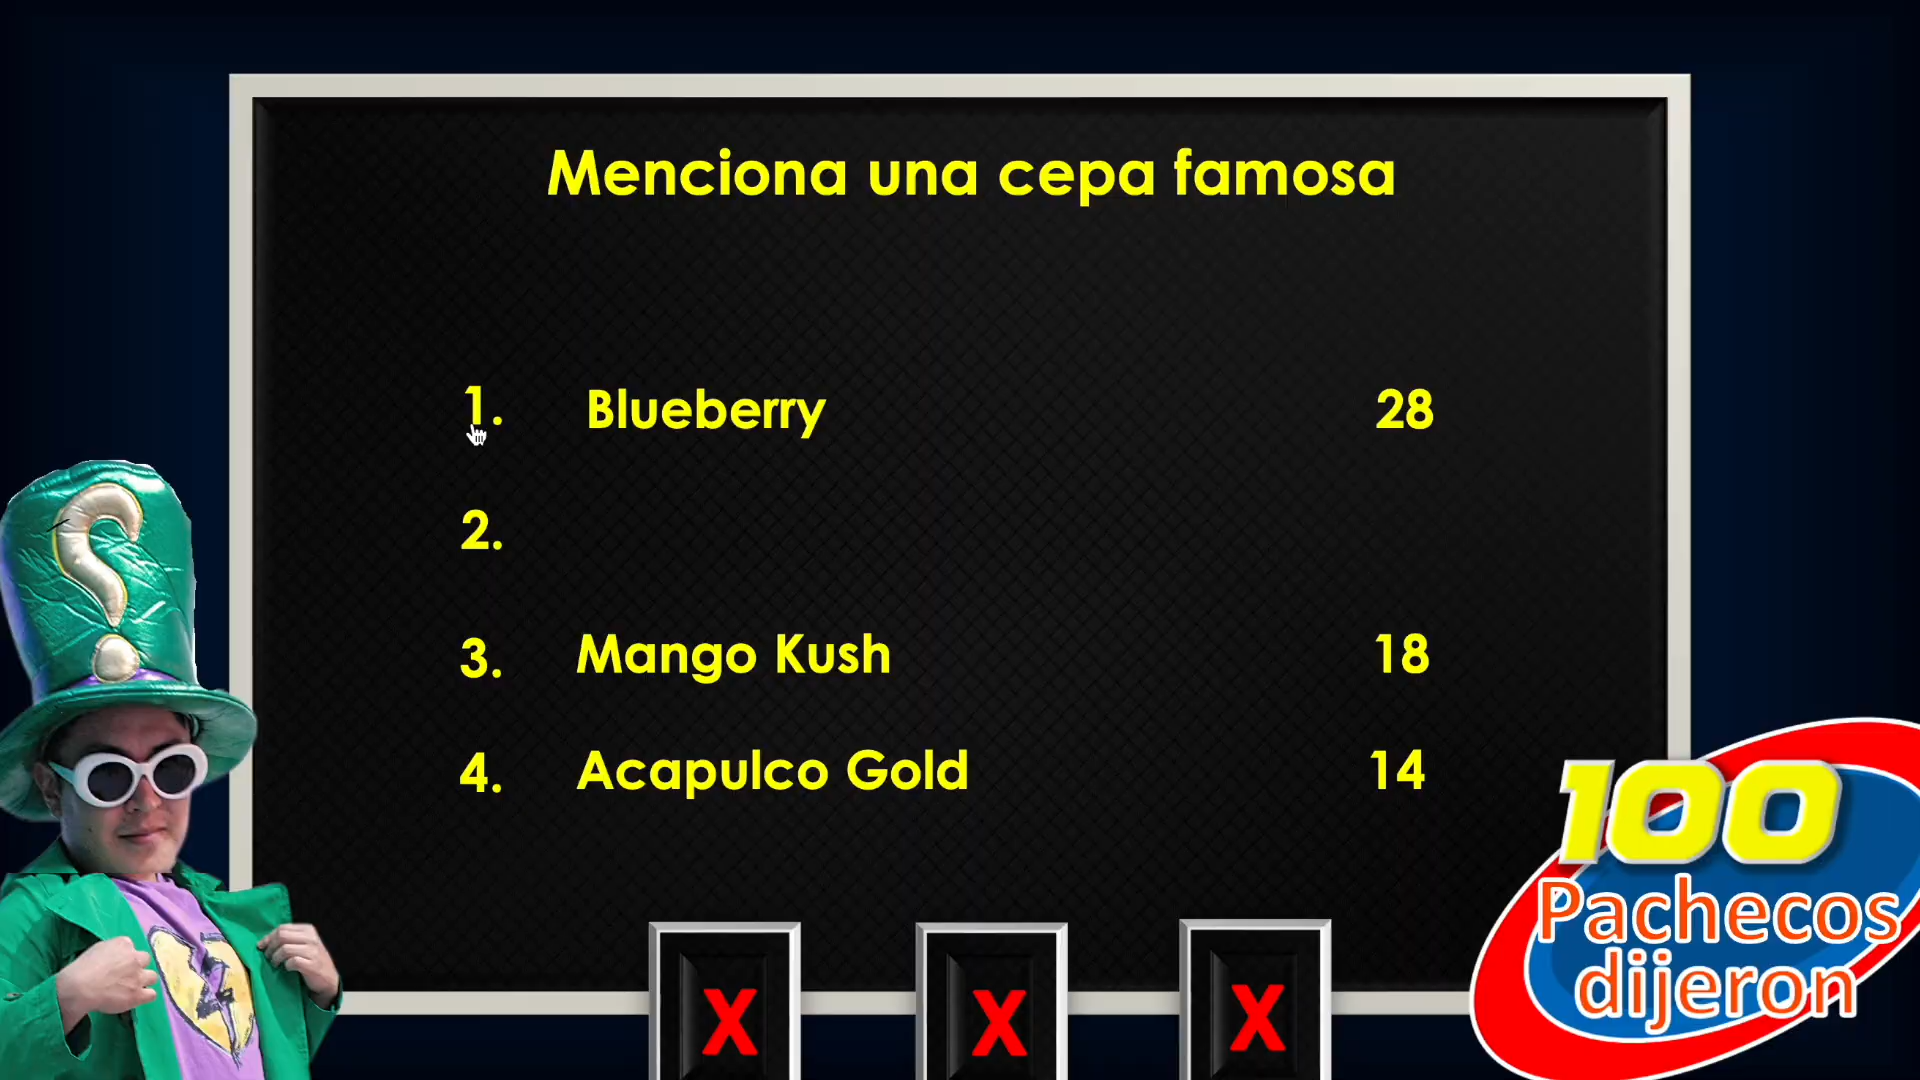 Menciona una cepa famosa
1. Blueberry 28
2.
3. Mango Kush 18
4. Acapulco Gold 14
X X X
100
Pachecos
dijeron